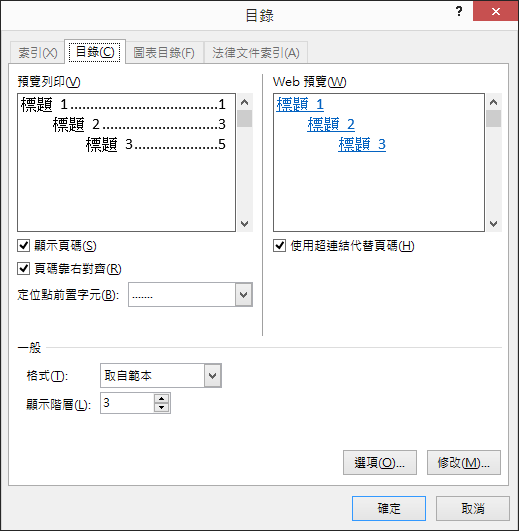 目錄
?
索引(X) 目錄(C) 圖表目錄(F) 法律文件索引(A)
預覽列印(V)
標題 1....................................1
標題 2............................3
標題 3.....................5
顯示頁碼(S)
頁碼靠右對齊(R)
定位點前置字元(B): .......
Web 預覽(W)
標題 1
標題 2
標題 3
使用超連結代替頁碼(H)
一般
格式(T): 取自範本
顯示階層(L): 3
選項(O)... 修改(M)...
確定 取消